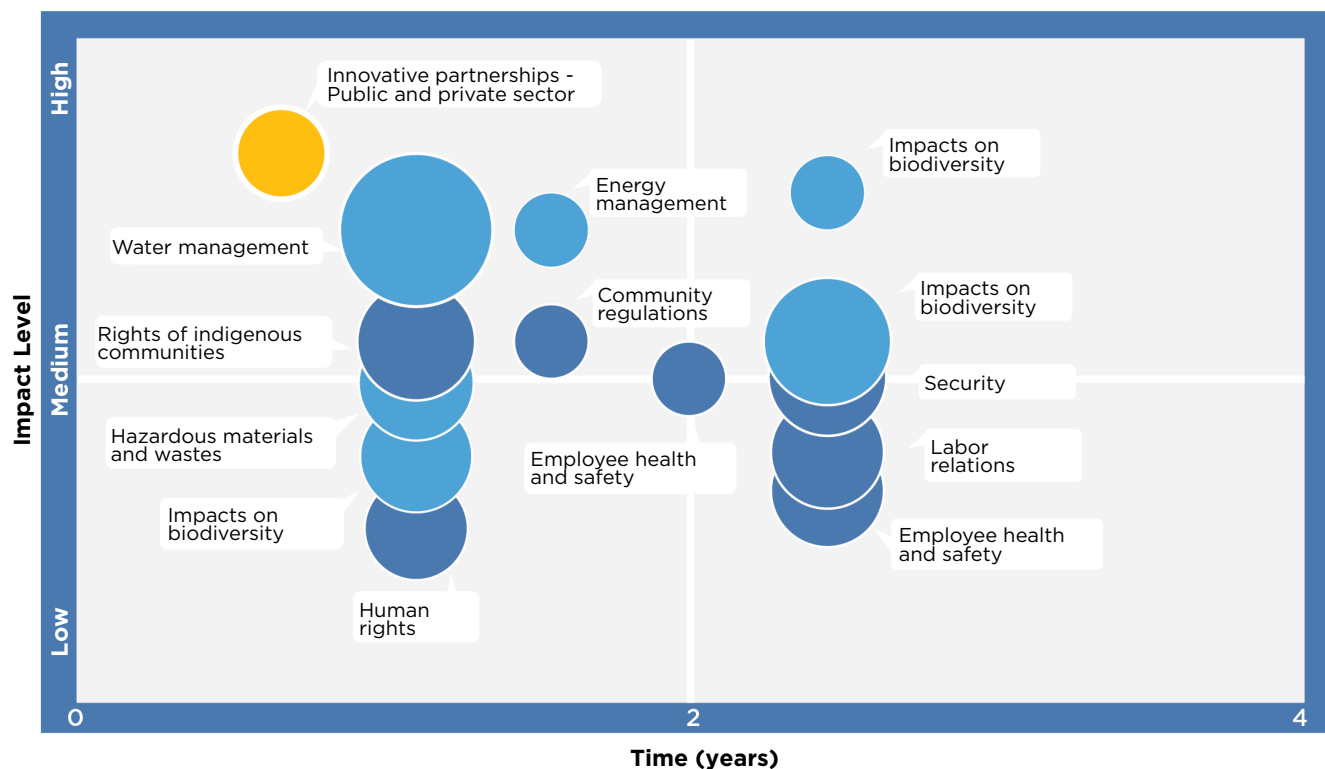 High
Medium
Low
Impact Level
Innovative partnerships -
Public and private sector
Water management
Energy
management
Impacts on
biodiversity
Rights of indigenous
communities
Community
regulations
Impacts on
biodiversity
Security
Hazardous materials
and wastes
Employee health
and safety
Labor
relations
Impacts on
biodiversity
Employee health
and safety
Human
rights
0
2
4
Time (years)